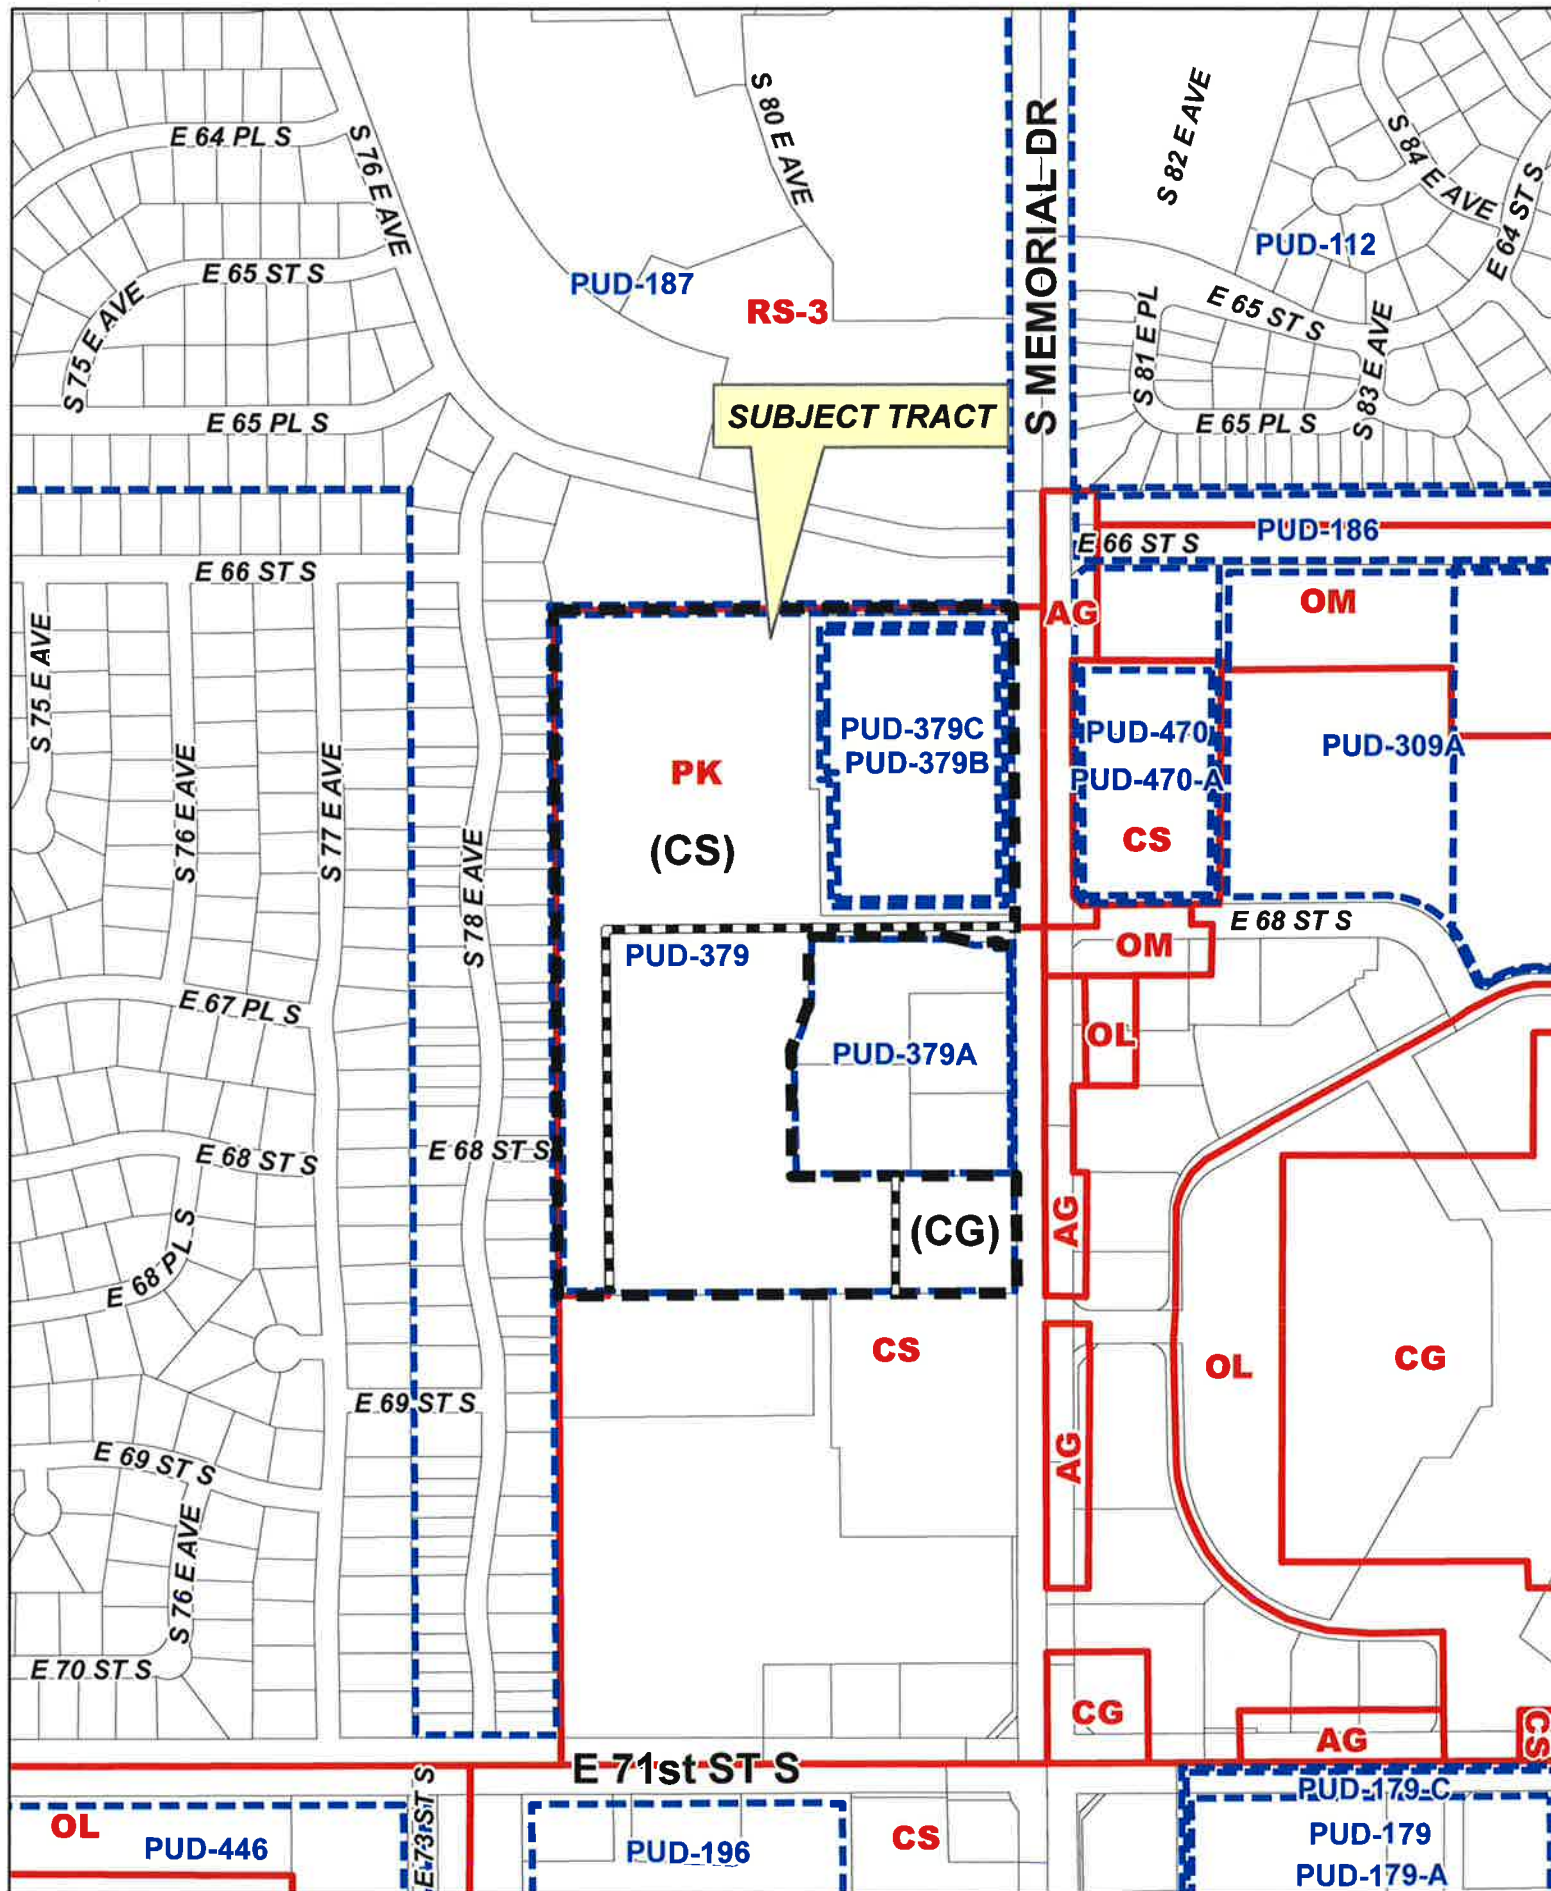 E 64 PL S
S 76 E AVE
S 80 E AVE
S MEMORIAL DR
S 82 E AVE
S 84 E AVE
E 64 ST S
PUD-112
E 65 ST S
S 75 E AVE
PUD-187
RS-3
E 65 ST S
S 81 E PL
S 83 E AVE
E 65 PL S
SUBJECT TRACT
E 65 PL S
PUD-186
E 66 ST S
E 66 ST S
AG
OM
S 75 E AVE
S 76 E AVE
S 77 E AVE
S 78 E AVE
PK
(CS)
PUD-379C
PUD-379B
PUD-470
PUD-470-A
CS
PUD-309A
E 68 ST S
OM
PUD-379
E 67 PL S
OL
PUD-379A
E 68 ST S
E 68 ST S
E 68 PL S
(CG)
AG
CS
OL
CG
E 69 ST S
E 69 ST S
AG
S 76 E AVE
E 70 ST S
CG
AG
CS
E 71st ST S
E 73 ST S
OL
PUD-446
PUD-196
CS
PUD-179-C
PUD-179
PUD-179-A